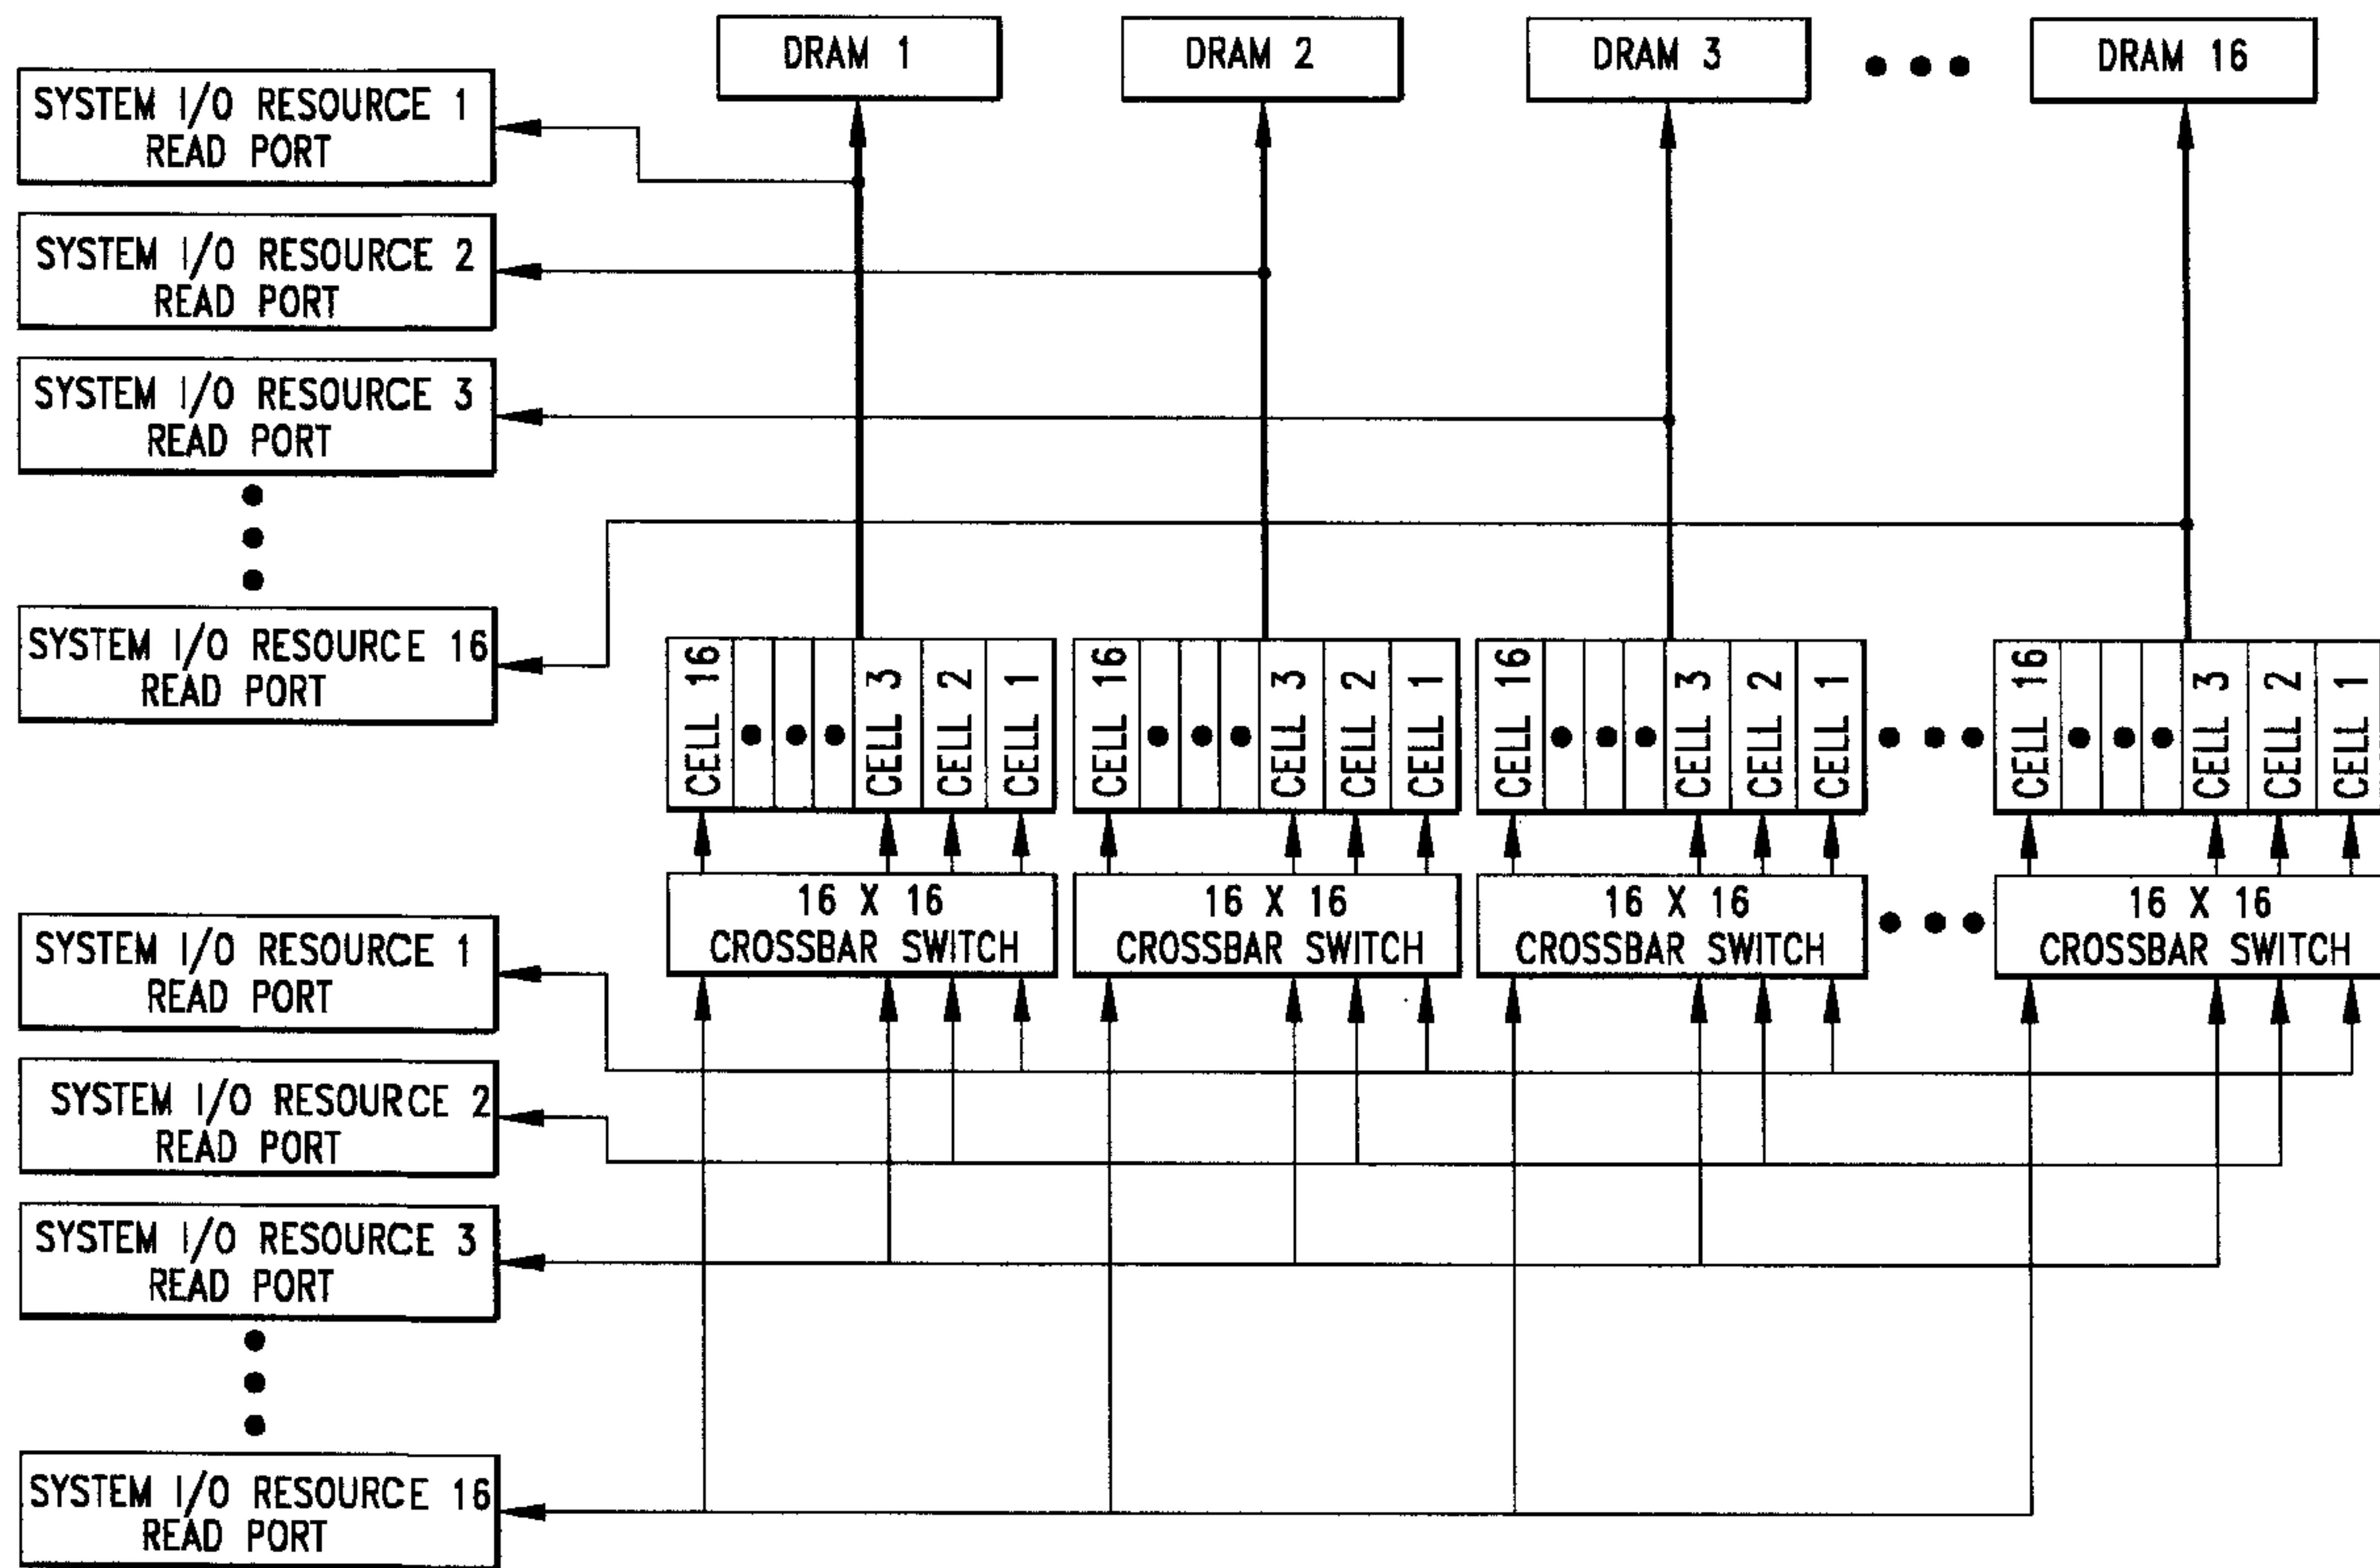 DRAM 1
DRAM 2
DRAM 3
DRAM 16
SYSTEM I/O RESOURCE 1
READ PORT
SYSTEM I/O RESOURCE 2
READ PORT
SYSTEM I/O RESOURCE 3
READ PORT
SYSTEM I/O RESOURCE 16
READ PORT
CELL 16
CELL 3
CELL 2
CELL 1
CELL 16
CELL 3
CELL 2
CELL 1
CELL 16
CELL 3
CELL 2
CELL 1
CELL 16
CELL 3
CELL 2
CELL 1
16 X 16
CROSSBAR SWITCH
16 X 16
CROSSBAR SWITCH
16 X 16
CROSSBAR SWITCH
16 X 16
CROSSBAR SWITCH
SYSTEM I/O RESOURCE 1
READ PORT
SYSTEM I/O RESOURCE 2
READ PORT
SYSTEM I/O RESOURCE 3
READ PORT
SYSTEM I/O RESOURCE 16
READ PORT